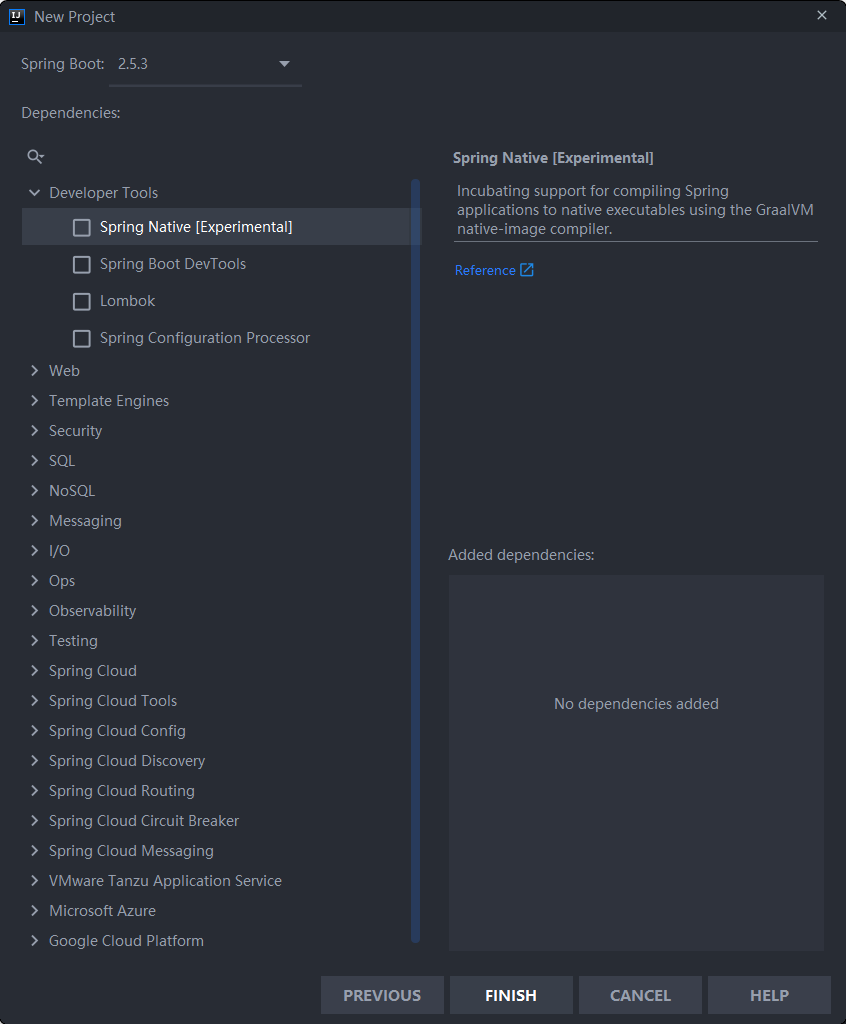 New Project
Spring Boot: 2.5.3
Dependencies:
Developer Tools
Spring Native [Experimental]
Spring Boot DevTools
Lombok
Spring Configuration Processor
Web
Template Engines
Security
SQL
NoSQL
Messaging
I/O
Ops
Observability
Testing
Spring Cloud
Spring Cloud Tools
Spring Cloud Config
Spring Cloud Discovery
Spring Cloud Routing
Spring Cloud Circuit Breaker
Spring Cloud Messaging
VMware Tanzu Application Service
Microsoft Azure
Google Cloud Platform
Spring Native [Experimental]
Incubating support for compiling Spring
applications to native executables using the GraalVM
native-image compiler.
Reference
Added dependencies:
No dependencies added
PREVIOUS
FINISH
CANCEL
HELP